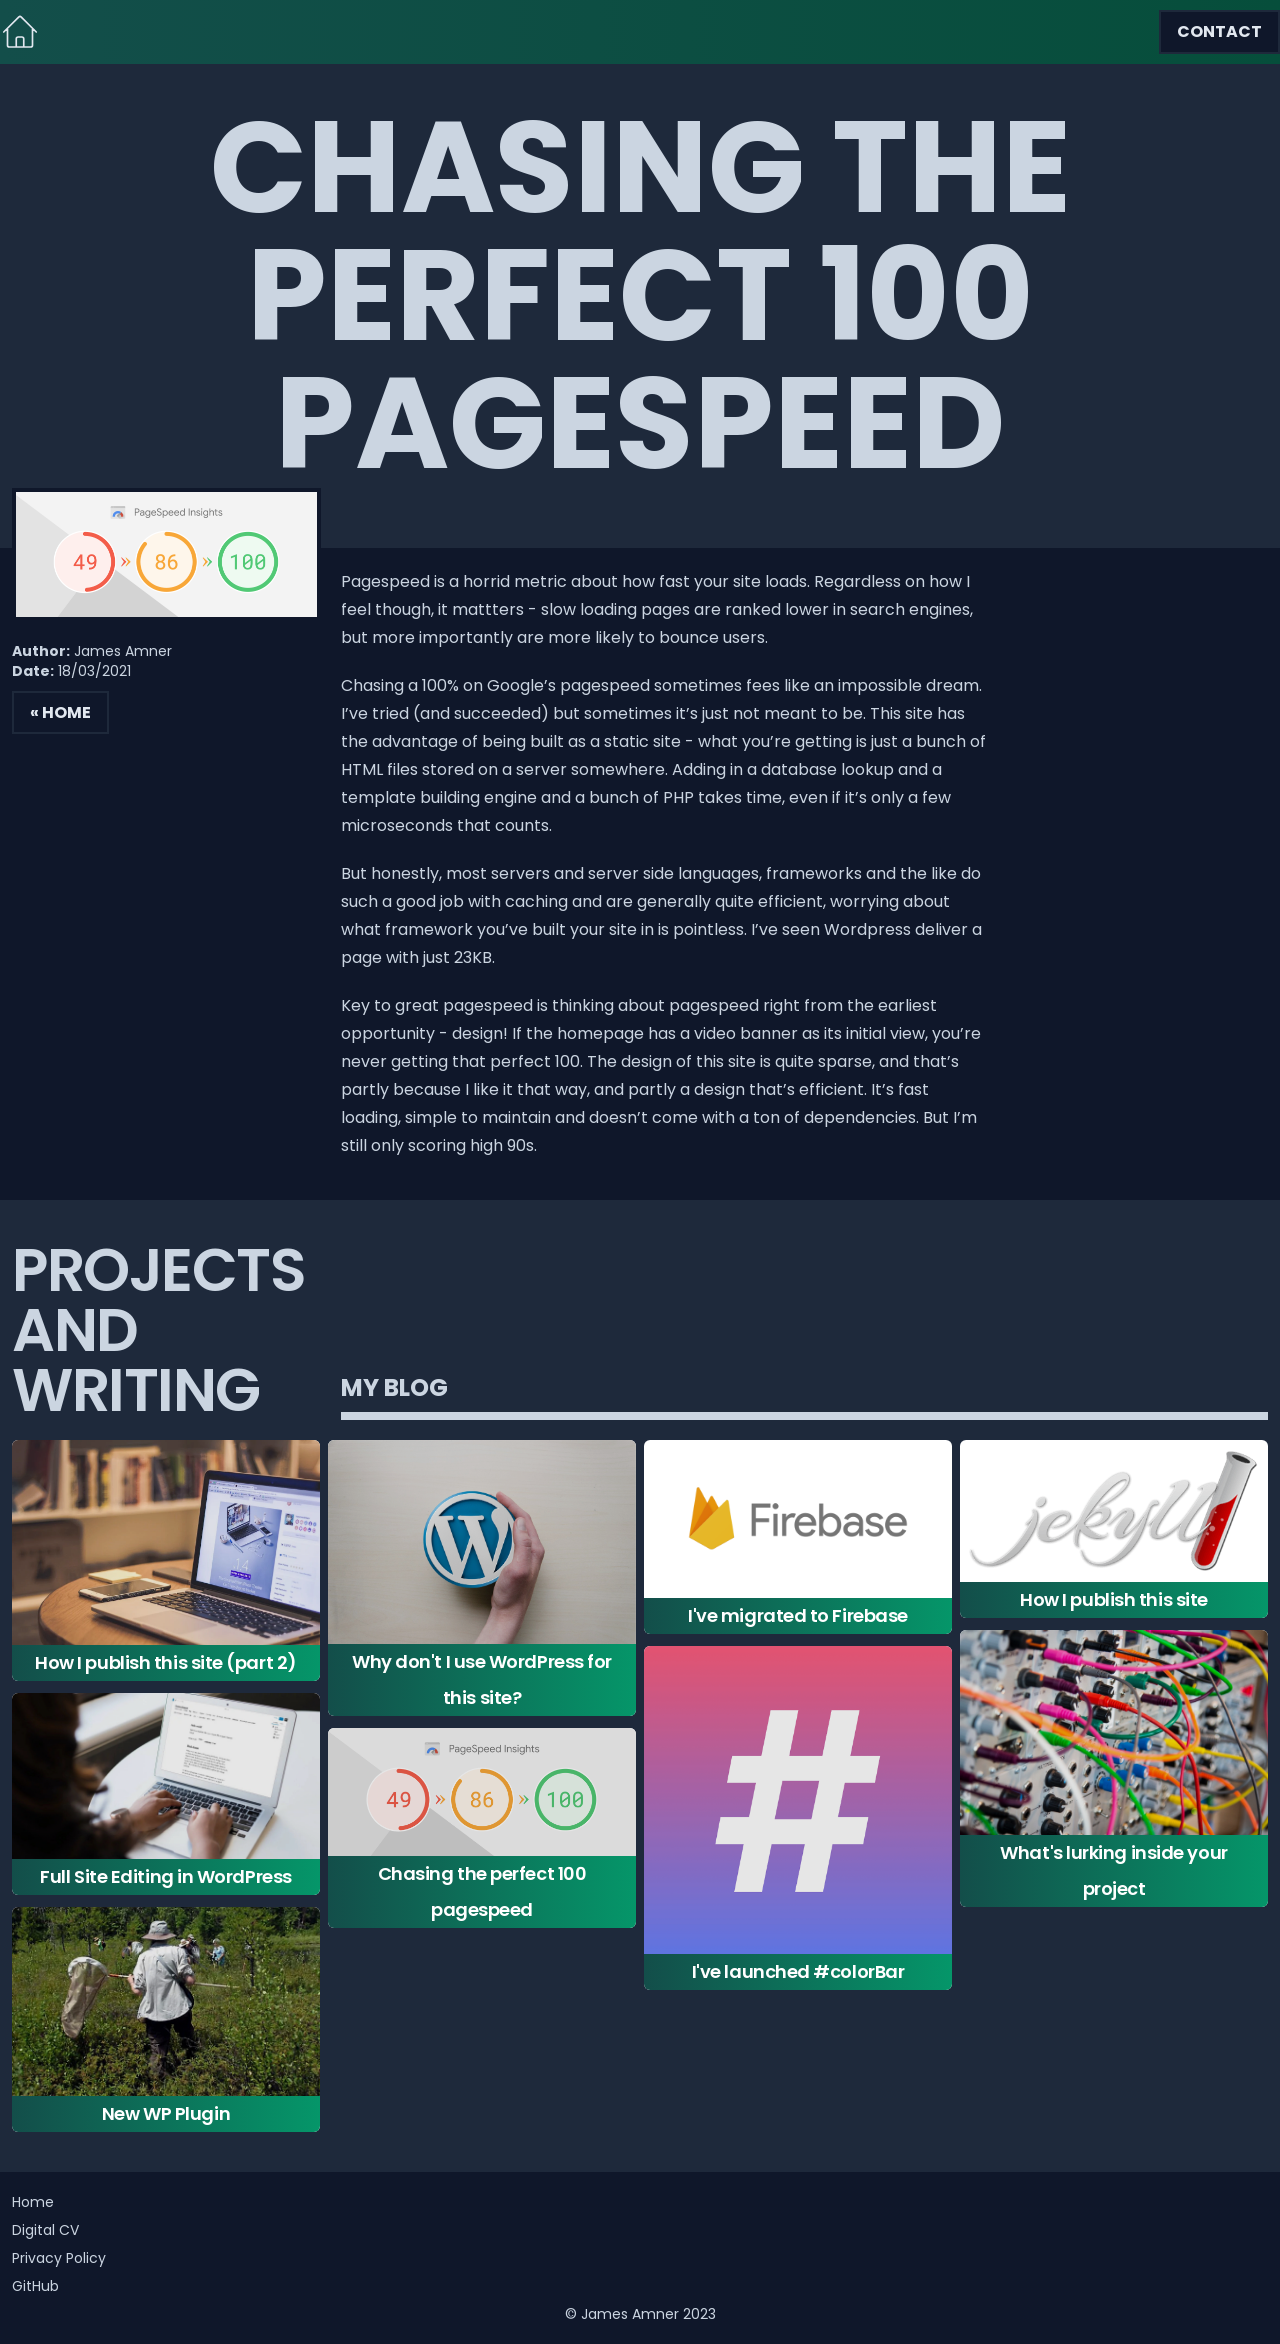 CONTACT
CHASING THE
PERFECT 100
PAGESPEED
PageSpeed Insights
49 » 86 » 100
Author: James Amner
Date: 18/03/2021
« HOME
Pagespeed is a horrid metric about how fast your site loads. Regardless on how I
feel though, it mattters - slow loading pages are ranked lower in search engines,
but more importantly are more likely to bounce users.
Chasing a 100% on Google’s pagespeed sometimes fees like an impossible dream.
I’ve tried (and succeeded) but sometimes it’s just not meant to be. This site has
the advantage of being built as a static site - what you’re getting is just a bunch of
HTML files stored on a server somewhere. Adding in a database lookup and a
template building engine and a bunch of PHP takes time, even if it’s only a few
microseconds that counts.
But honestly, most servers and server side languages, frameworks and the like do
such a good job with caching and are generally quite efficient, worrying about
what framework you’ve built your site in is pointless. I’ve seen Wordpress deliver a
page with just 23KB.
Key to great pagespeed is thinking about pagespeed right from the earliest
opportunity - design! If the homepage has a video banner as its initial view, you’re
never getting that perfect 100. The design of this site is quite sparse, and that’s
partly because I like it that way, and partly a design that’s efficient. It’s fast
loading, simple to maintain and doesn’t come with a ton of dependencies. But I’m
still only scoring high 90s.
PROJECTS
AND
WRITING
MY BLOG
How I publish this site (part 2)
Full Site Editing in WordPress
New WP Plugin
W
Why don't I use WordPress for
this site?
PageSpeed Insights
49 » 86 » 100
Chasing the perfect 100
pagespeed
Firebase
I've migrated to Firebase
#
I've launched #colorBar
jekyll
How I publish this site
What's lurking inside your
project
Home
Digital CV
Privacy Policy
GitHub
© James Amner 2023